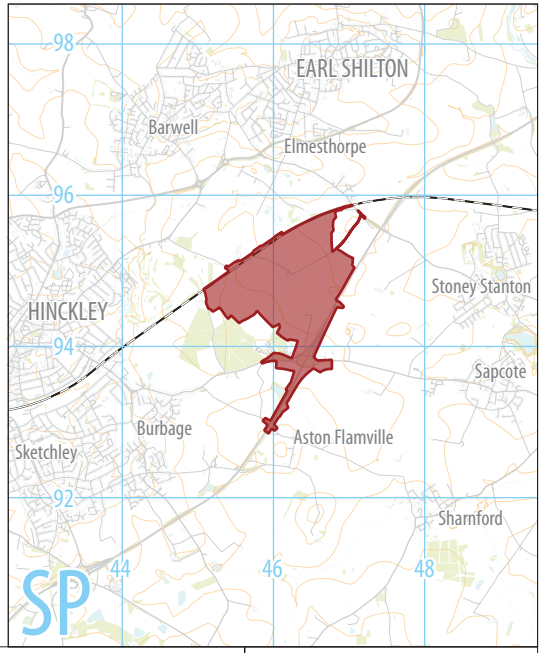 98
EARL SHILTON
Barwell
Elmesthorpe
96
Stoney Stanton
HINCKLEY
94
Sapcote
Burbage
Aston Flamville
Sketchley
92
Sharnford
44
46
48
SP